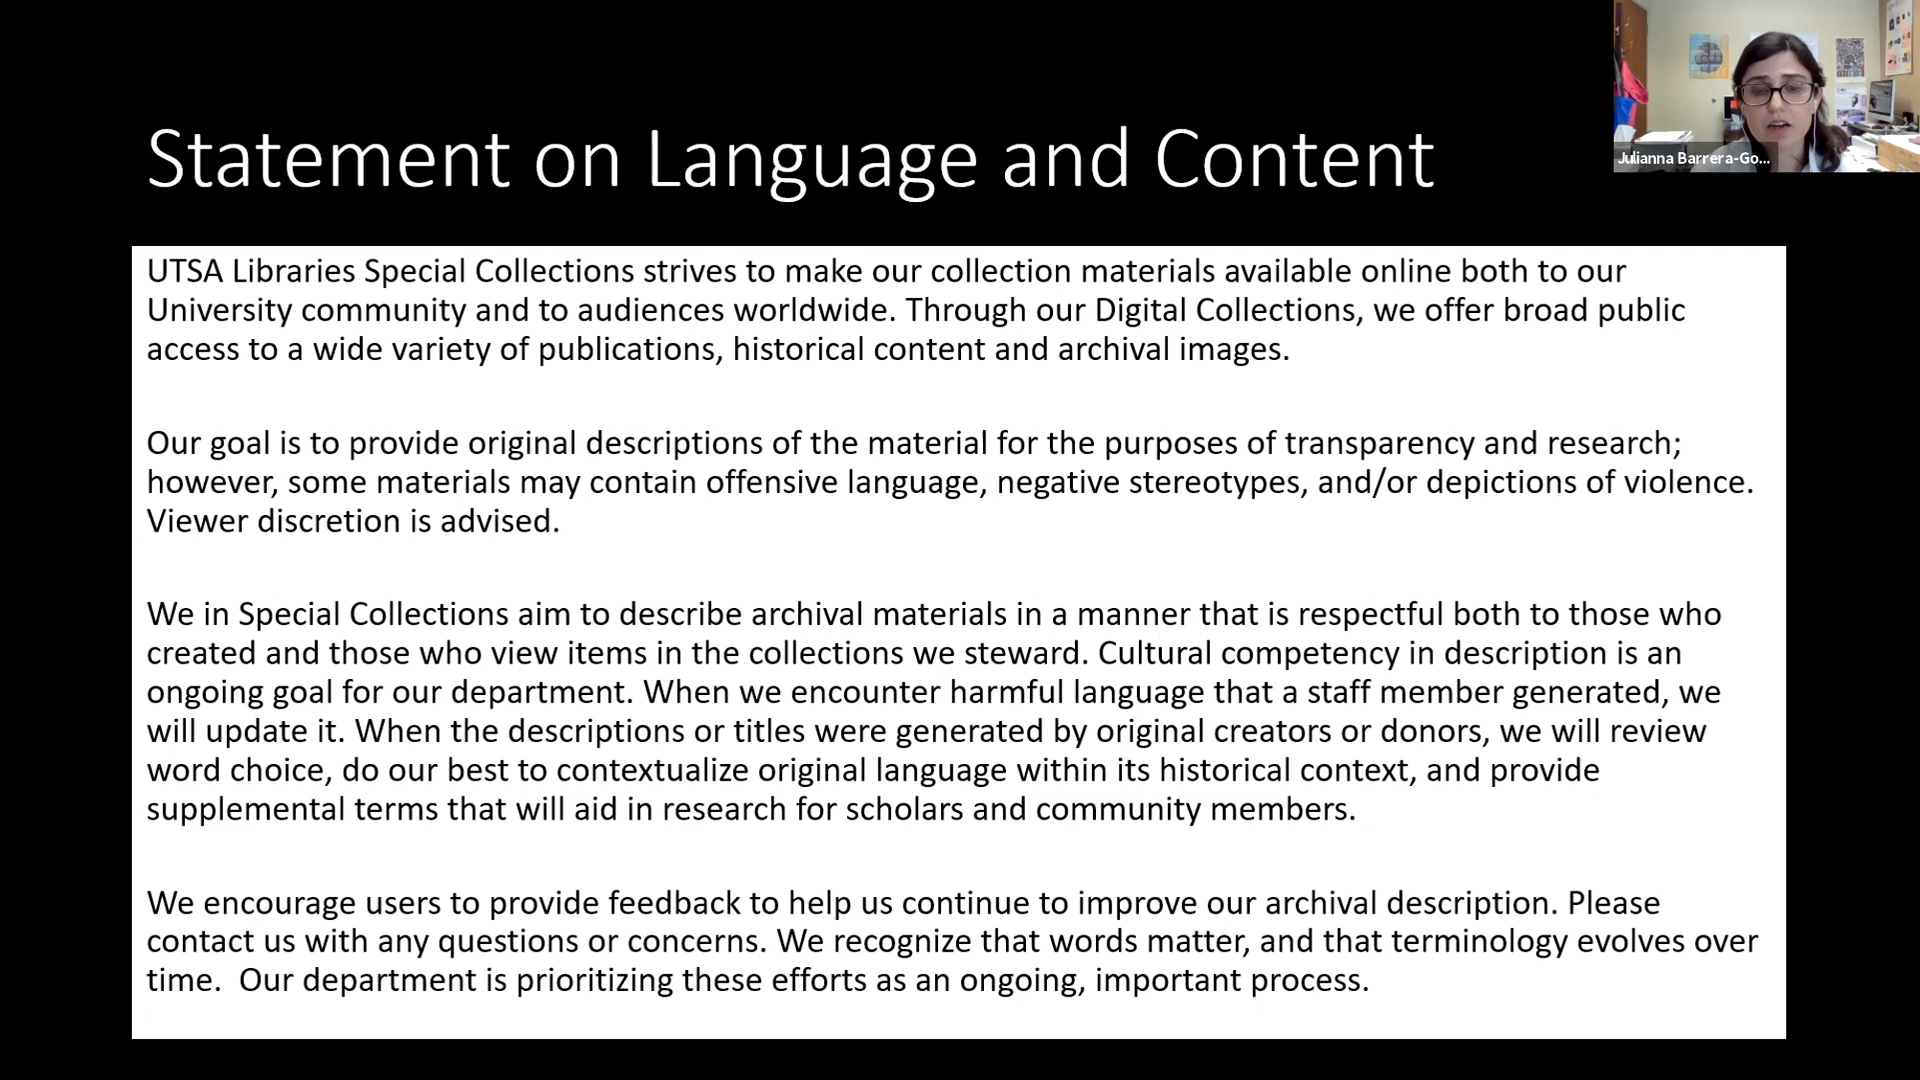 Statement on Language and Content
Julianna Barrera-Go...
UTSA Libraries Special Collections strives to make our collection materials available online both to our
University community and to audiences worldwide. Through our Digital Collections, we offer broad public
access to a wide variety of publications, historical content and archival images.
Our goal is to provide original descriptions of the material for the purposes of transparency and research;
however, some materials may contain offensive language, negative stereotypes, and/or depictions of violence.
Viewer discretion is advised.
We in Special Collections aim to describe archival materials in a manner that is respectful both to those who
created and those who view items in the collections we steward. Cultural competency in description is an
ongoing goal for our department. When we encounter harmful language that a staff member generated, we
will update it. When the descriptions or titles were generated by original creators or donors, we will review
word choice, do our best to contextualize original language within its historical context, and provide
supplemental terms that will aid in research for scholars and community members.
We encourage users to provide feedback to help us continue to improve our archival description. Please
contact us with any questions or concerns. We recognize that words matter, and that terminology evolves over
time.  Our department is prioritizing these efforts as an ongoing, important process.